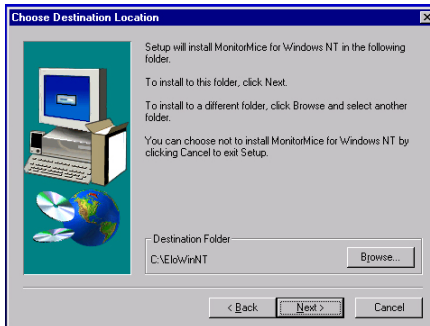 Choose Destination Location
Setup will install MonitorMice for Windows NT in the following
folder.
To install to this folder, click Next.
To install to a different folder, click Browse and select another
folder.
You can choose not to install MonitorMice for Windows NT by
clicking Cancel to exit Setup.
Destination Folder
C:\EloWinNT
Browse...
< Back
Next >
Cancel